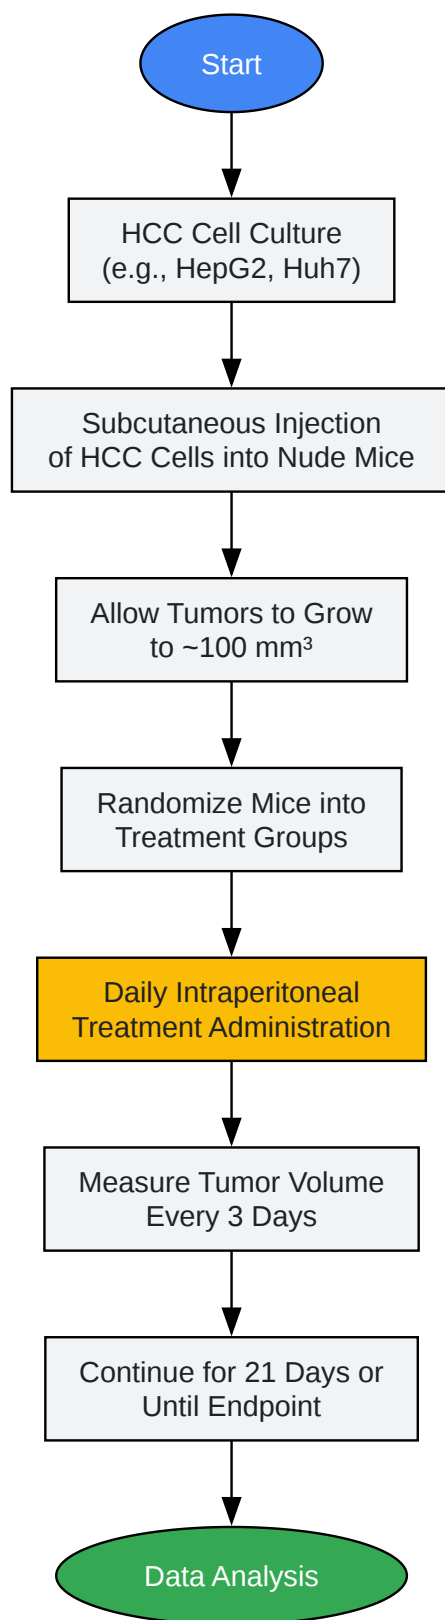 Start
HCC Cell Culture
(e.g., HepG2, Huh7)
Subcutaneous Injection
of HCC Cells into Nude Mice
Allow Tumors to Grow
to ~100 mm³
Randomize Mice into
Treatment Groups
Daily Intraperitoneal
Treatment Administration
Measure Tumor Volume
Every 3 Days
Continue for 21 Days or
Until Endpoint
Data Analysis